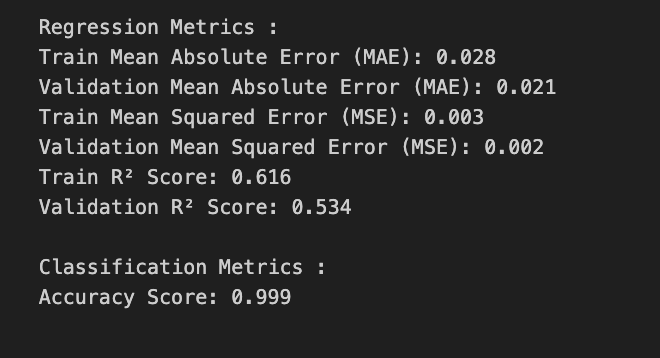 Regression Metrics :
Train Mean Absolute Error (MAE): 0.028
Validation Mean Absolute Error (MAE): 0.021
Train Mean Squared Error (MSE): 0.003
Validation Mean Squared Error (MSE): 0.002
Train R² Score: 0.616
Validation R² Score: 0.534
Classification Metrics :
Accuracy Score: 0.999